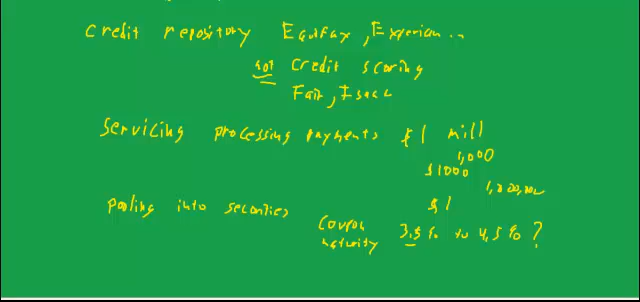 credit repository Equifax, Experian...
not credit scoring
Fair, Isaac
servicing processing payments $1 mill
1,000
$1000
1,000,000
$1
pooling into securities
coupon
maturity 3.5% to 4.5%?